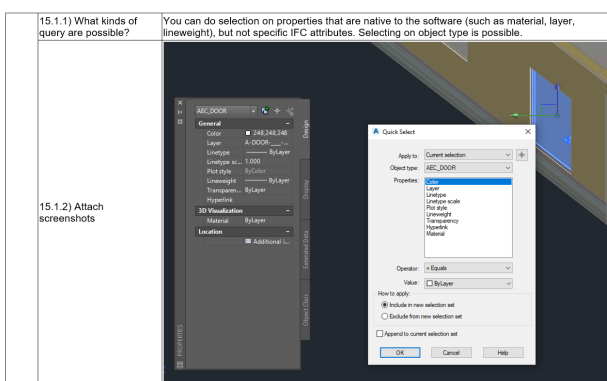 15.1.1) What kinds of
query are possible?
You can do selection on properties that are native to the software (such as material, layer,
lineweight), but not specific IFC attributes. Selecting on object type is possible.
15.1.2) Attach
screenshots
AEC_DOOR
General
Color 248,248,248
Layer A-DOOR-___-...
Linetype ByLayer
Linetype sc... 1.000
Plot style ByColor
Lineweight ByLayer
Transparen... ByLayer
Hyperlink
3D Visualization
Material ByLayer
Location
Additional i...
Design
Display
Extended Data
Object Class
PROPERTIES
Quick Select
Apply to: Current selection
Object type: AEC_DOOR
Properties:
Color
Layer
Linetype
Linetype scale
Plot style
Lineweight
Transparency
Hyperlink
Material
Operator: = Equals
Value: ByLayer
How to apply:
Include in new selection set
Exclude from new selection set
Append to current selection set
OK Cancel Help